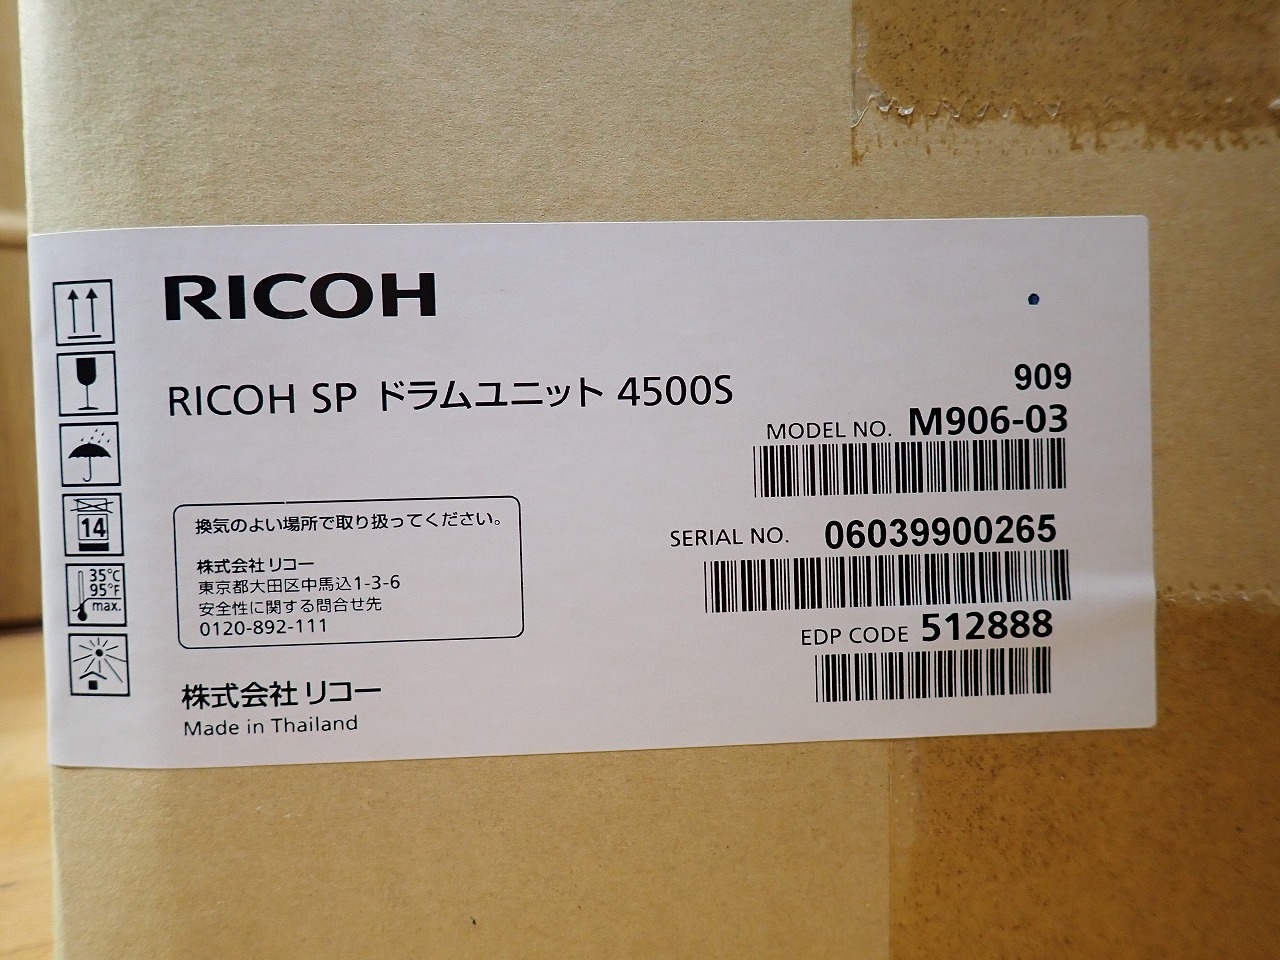 RICOH
RICOH SP ドラムユニット 4500S
909
MODEL NO. M906-03
SERIAL NO. 06039900265
EDP CODE 512888
14
35°C
95°F
max.
換気のよい場所で取り扱ってください。
株式会社リコー
東京都大田区中馬込1-3-6
安全性に関する問合せ先
0120-892-111
株式会社リコー
Made in Thailand